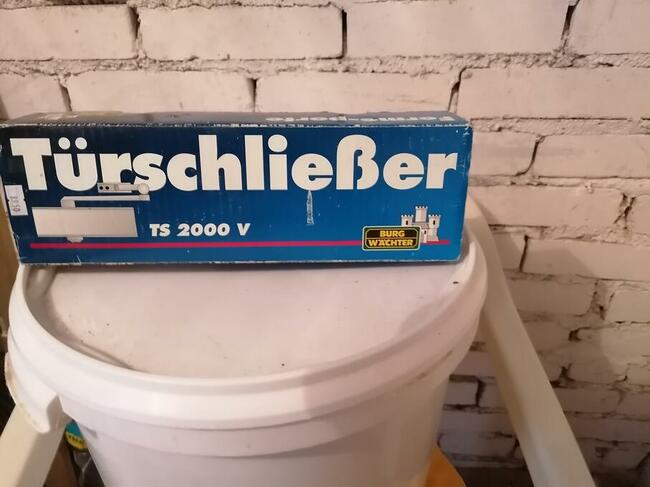 Türschließer
TS 2000 V
BURG
WÄCHTER